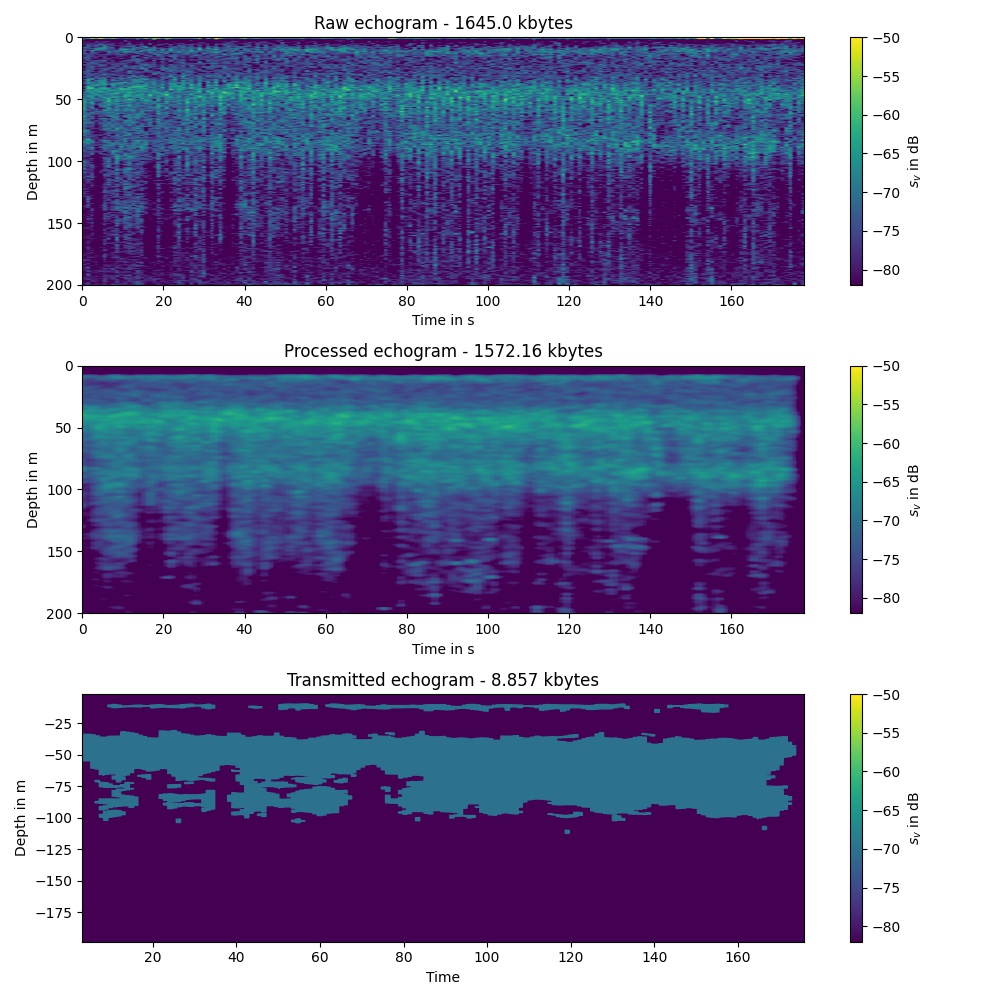 Raw echogram - 1645.0 kbytes
0
50
100
150
200
Depth in m
0 20 40 60 80 100 120 140 160
Time in s
−50
−55
−60
−65
−70
−75
−80
sv in dB
Processed echogram - 1572.16 kbytes
0
50
100
150
200
Depth in m
0 20 40 60 80 100 120 140 160
Time in s
−50
−55
−60
−65
−70
−75
−80
sv in dB
Transmitted echogram - 8.857 kbytes
−25
−50
−75
−100
−125
−150
−175
Depth in m
20 40 60 80 100 120 140 160
Time
−50
−55
−60
−65
−70
−75
−80
sv in dB